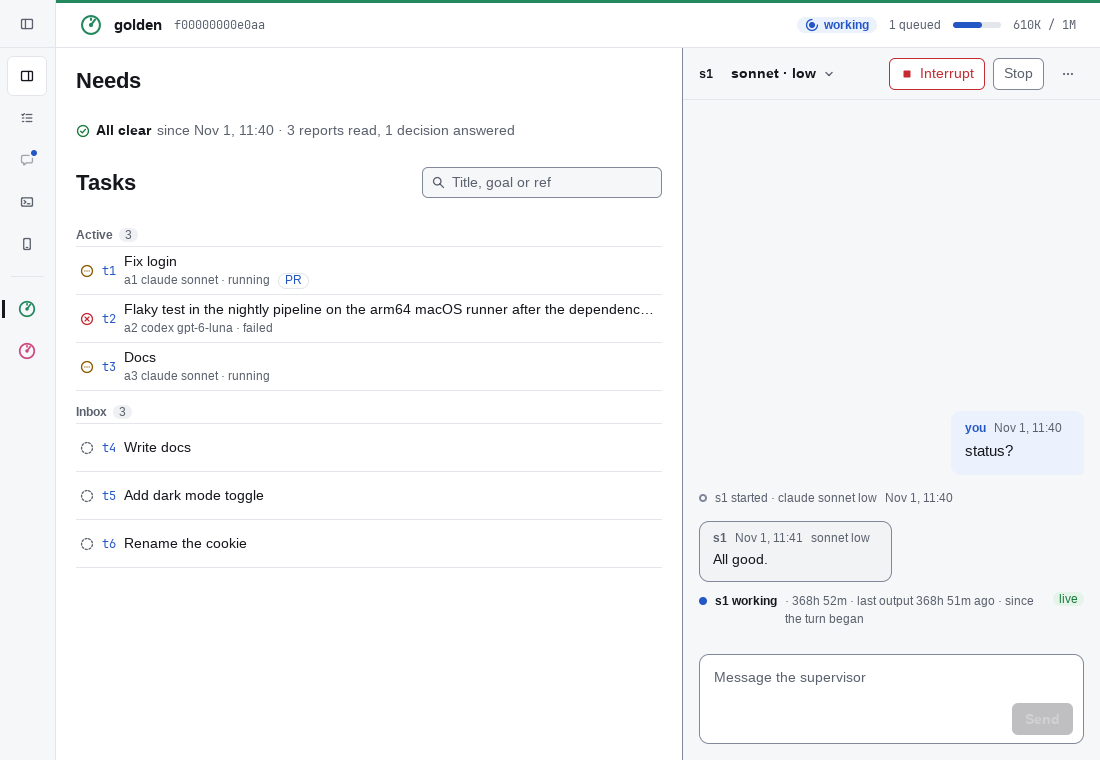 golden f00000000e0aa
working 1 queued 610K / 1M
Needs
All clear since Nov 1, 11:40 · 3 reports read, 1 decision answered
Tasks
Title, goal or ref
Active 3
t1 Fix login
a1 claude sonnet · running PR
t2 Flaky test in the nightly pipeline on the arm64 macOS runner after the dependenc…
a2 codex gpt-6-luna · failed
t3 Docs
a3 claude sonnet · running
Inbox 3
t4 Write docs
t5 Add dark mode toggle
t6 Rename the cookie
s1 sonnet · low Interrupt Stop
you Nov 1, 11:40
status?
s1 started · claude sonnet low Nov 1, 11:40
s1 Nov 1, 11:41 sonnet low
All good.
s1 working · 368h 52m · last output 368h 51m ago · since live
the turn began
Message the supervisor
Send